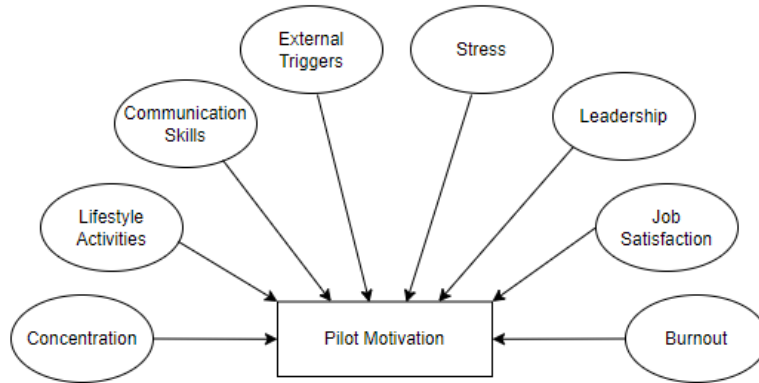 External
Triggers
Stress
Communication
Skills
Leadership
Lifestyle
Activities
Job
Satisfaction
Concentration
Pilot Motivation
Burnout